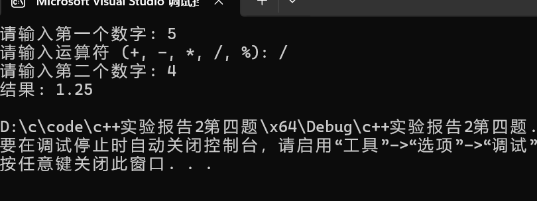 Microsoft Visual Studio 调试控
请输入第一个数字: 5
请输入运算符 (+, -, *, /, %): /
请输入第二个数字: 4
结果: 1.25
D:\c\code\c++实验报告2第四题\x64\Debug\c++实验报告2第四题.
要在调试停止时自动关闭控制台，请启用“工具”->“选项”->“调试”
按任意键关闭此窗口. . .